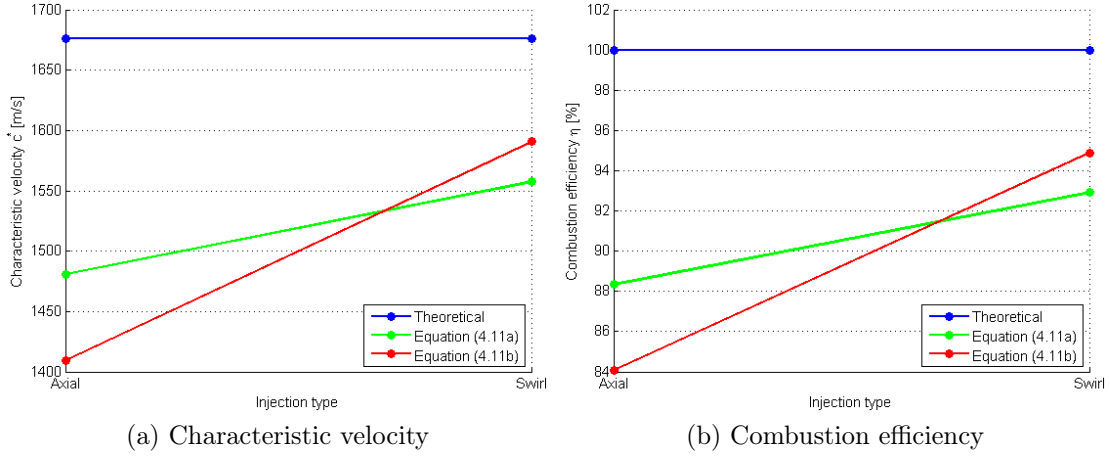 1700
1650
1600
1550
1500
1450
1400
Characteristic velocity c* [m/s]
Axial
Swirl
Injection type
Theoretical
Equation (4.11a)
Equation (4.11b)
(a) Characteristic velocity
102
100
98
96
94
92
90
88
86
84
Combustion efficiency η [%]
Axial
Swirl
Injection type
Theoretical
Equation (4.11a)
Equation (4.11b)
(b) Combustion efficiency